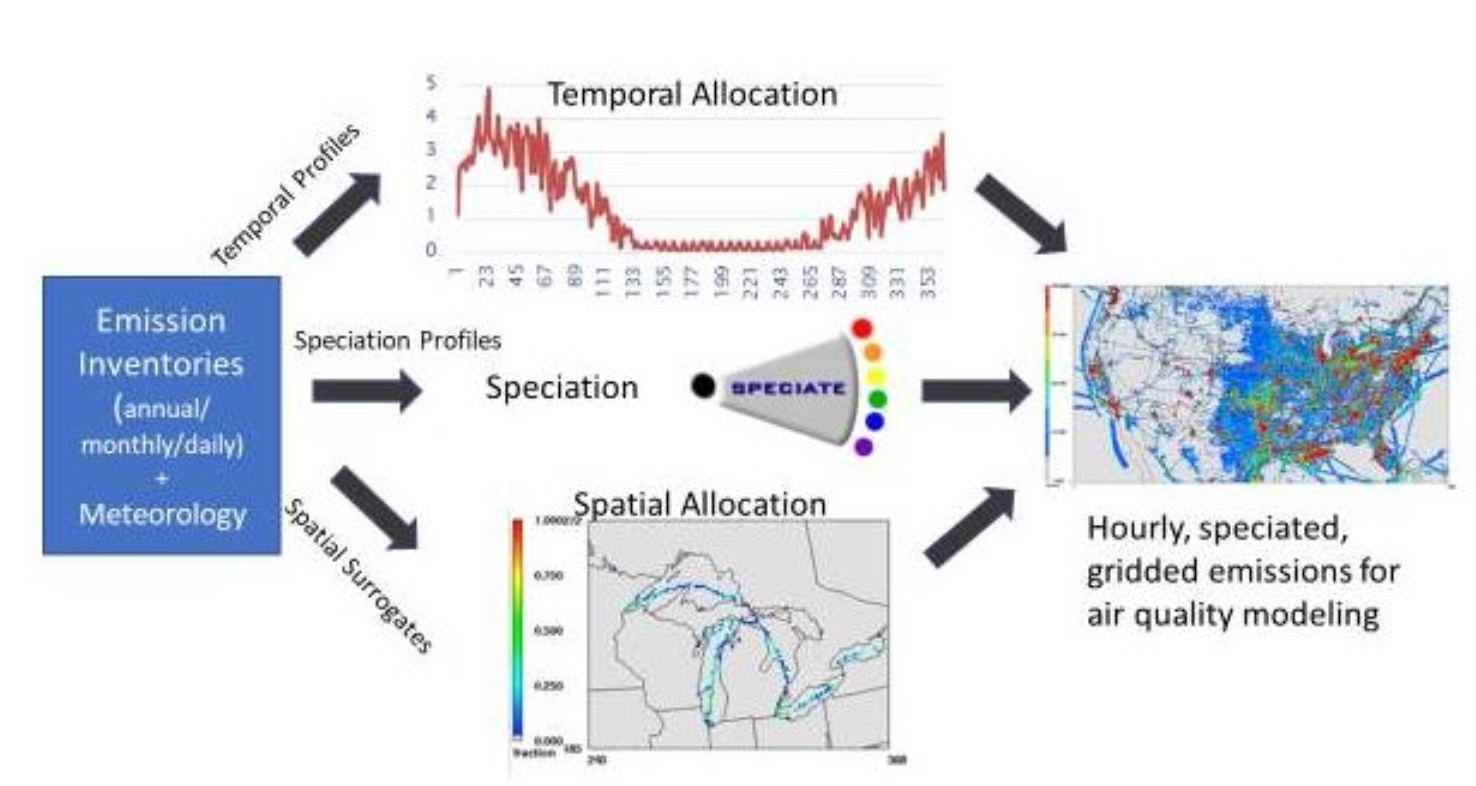 Temporal Allocation
5
4
3
2
1
0
1
23
45
67
89
111
133
155
177
199
221
243
265
287
309
331
353
Temporal Profiles
Emission
Inventories
(annual/
monthly/daily)
+
Meteorology
Speciation Profiles
Speciation
SPECIATE
Spatial Surrogates
Spatial Allocation
0.750
0.500
0.250
0.000
fraction
240
360
Hourly, speciated,
gridded emissions for
air quality modeling